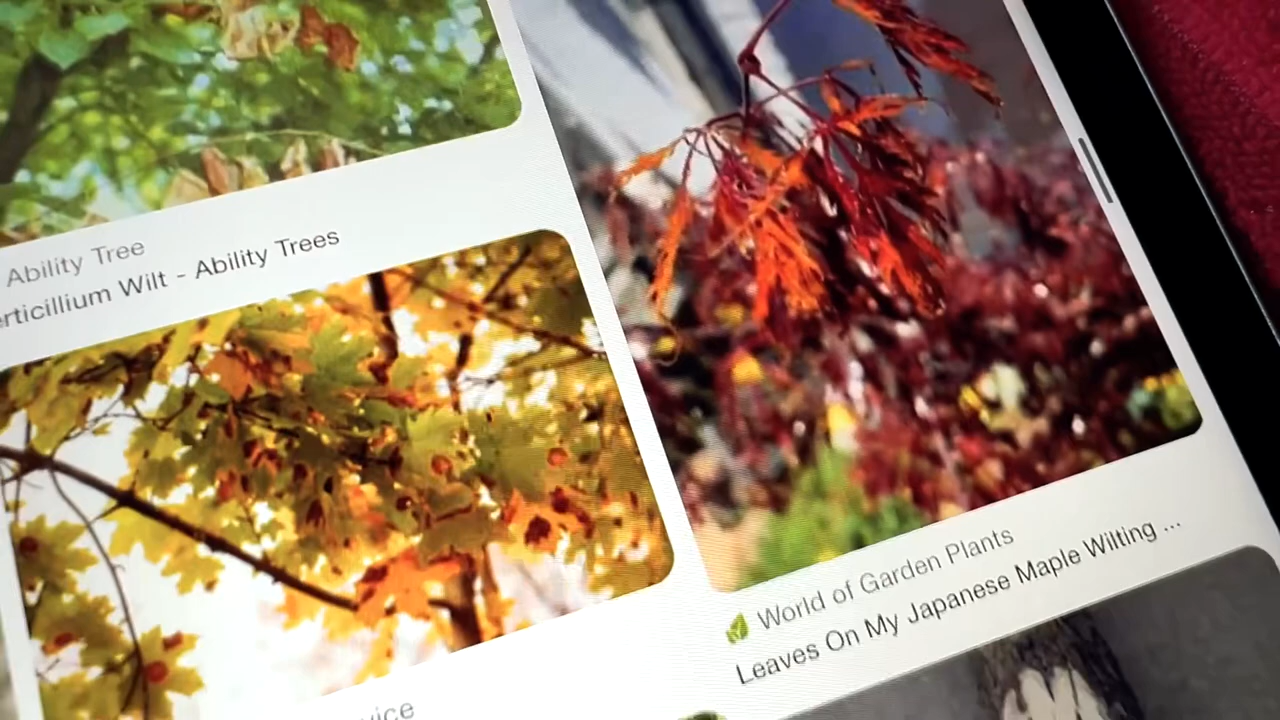 Ability Tree
erticillium Wilt - Ability Trees
World of Garden Plants
Leaves On My Japanese Maple Wilting ...
vice